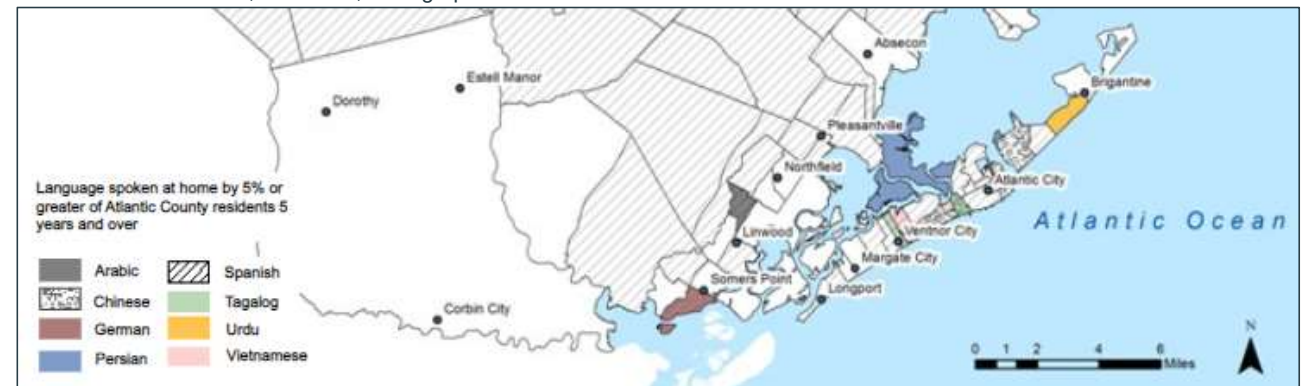 Absecon
Estell Manor
Brigantine
Dorothy
Pleasantville
Northfield
Atlantic City
Language spoken at home by 5% or
greater of Atlantic County residents 5
years and over
Atlantic Ocean
Linwood
Ventnor City
Margate City
Arabic
Spanish
Somers Point
Longport
Chinese
Tagalog
Corbin City
German
Urdu
N
Persian
Vietnamese
0 1 2 4 6
Miles